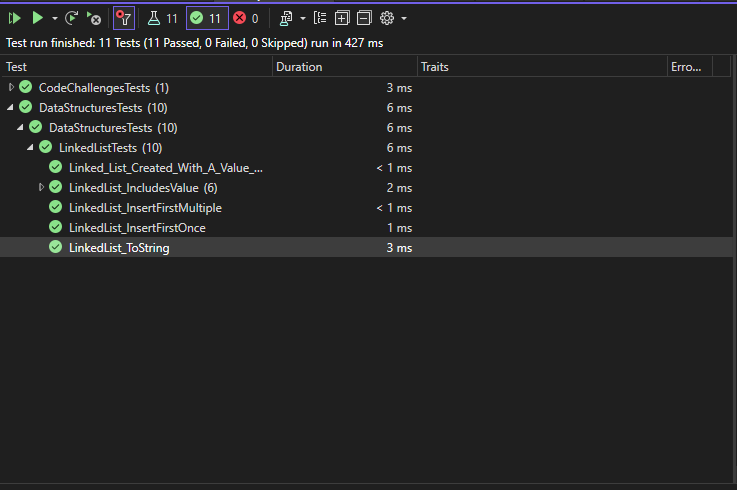 11 11 0
Test run finished: 11 Tests (11 Passed, 0 Failed, 0 Skipped) run in 427 ms
Test Duration Traits Erro...
CodeChallengesTests (1) 3 ms
DataStructuresTests (10) 6 ms
DataStructuresTests (10) 6 ms
LinkedListTests (10) 6 ms
Linked_List_Created_With_A_Value_... < 1 ms
LinkedList_IncludesValue (6) 2 ms
LinkedList_InsertFirstMultiple < 1 ms
LinkedList_InsertFirstOnce 1 ms
LinkedList_ToString 3 ms